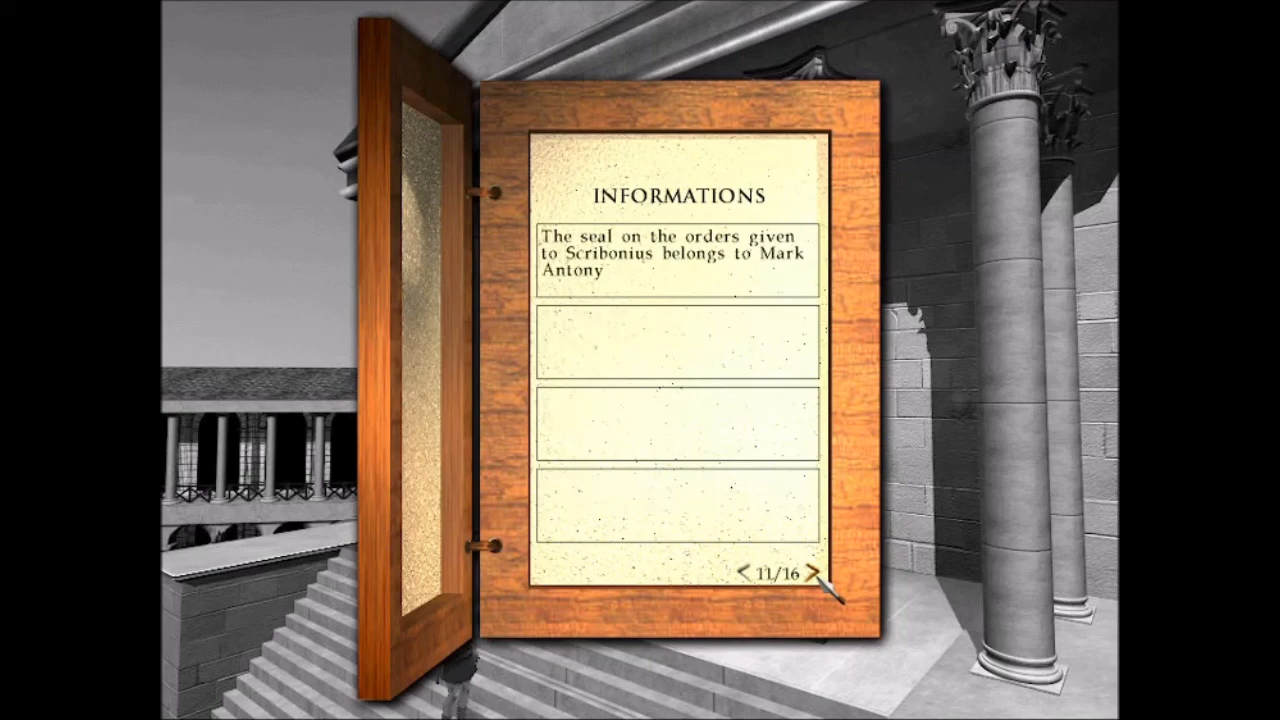 INFORMATIONS
The seal on the orders given
to Scribonius belongs to Mark
Antony
< 11/16 >